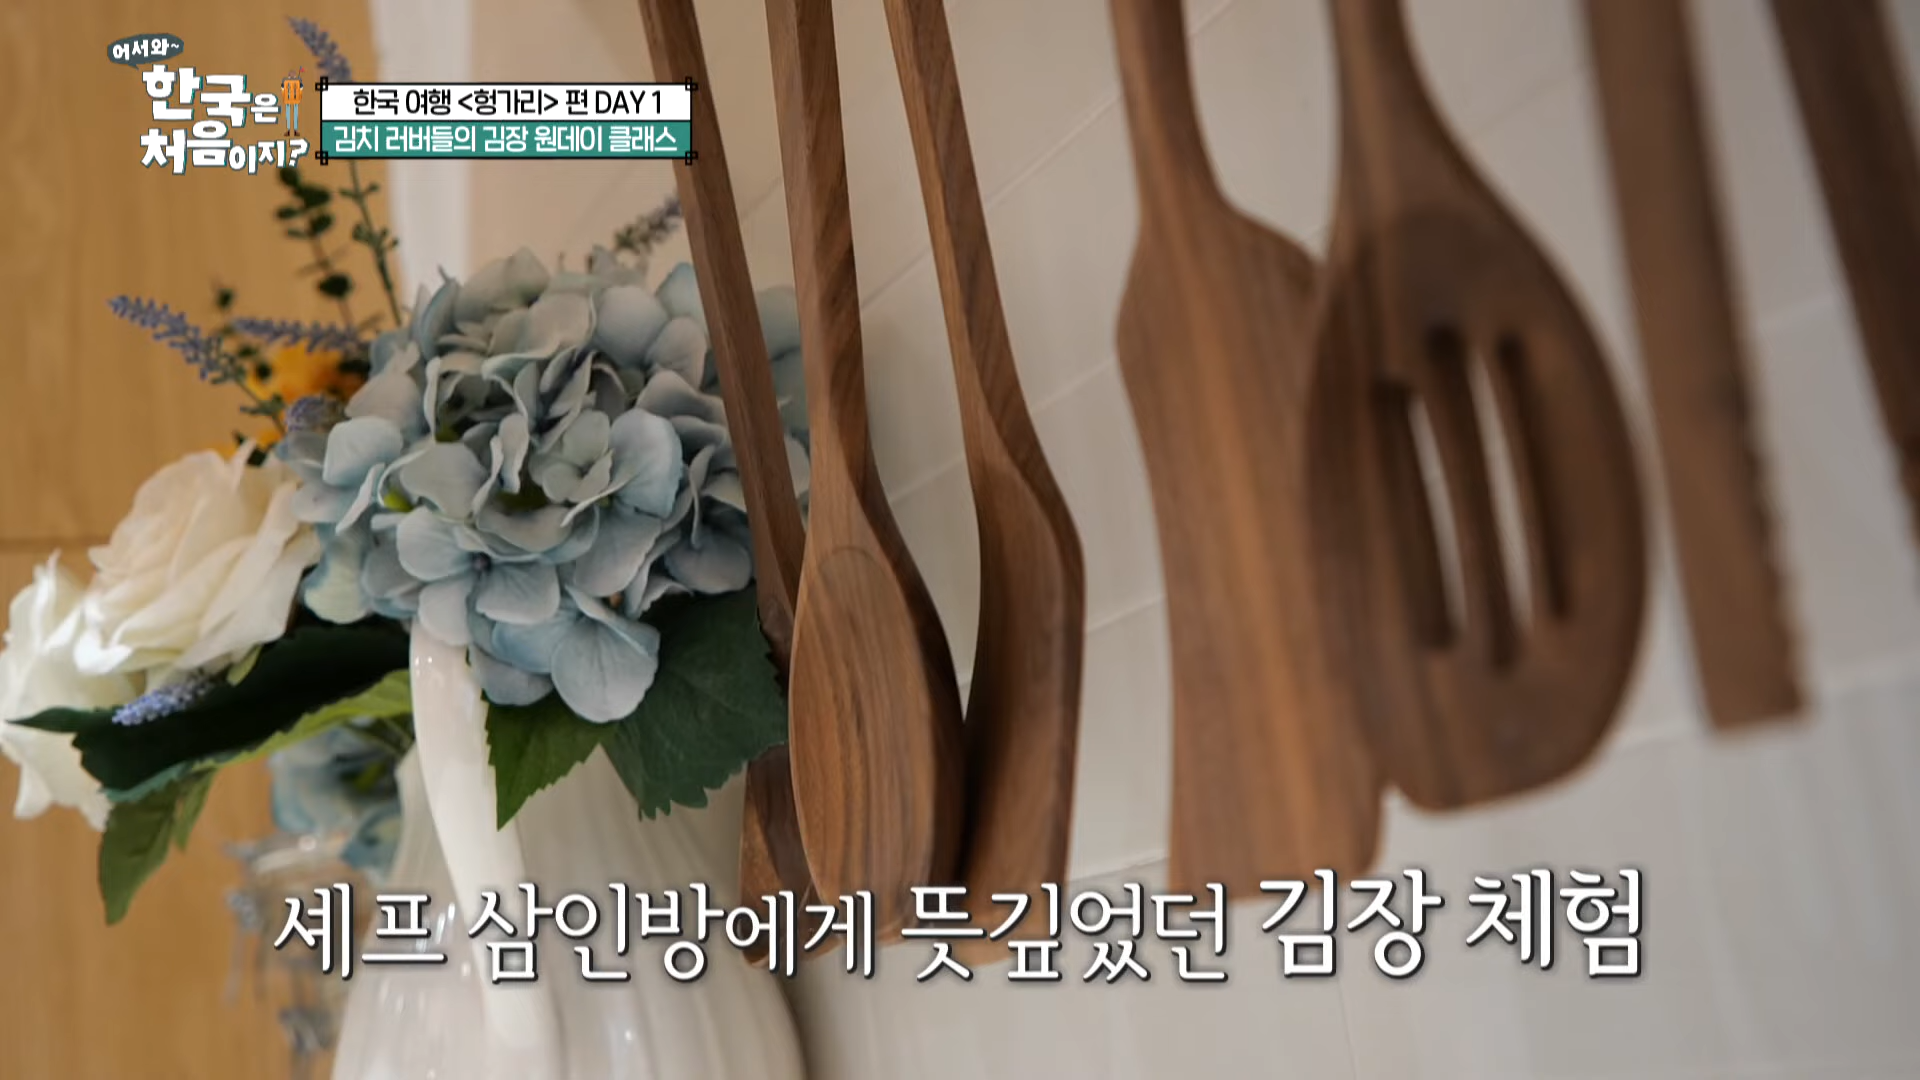 어서와~
한국은
처음이지?
한국 여행 <헝가리> 편 DAY 1
김치 러버들의 김장 원데이 클래스
셰프 삼인방에게 뜻깊었던 김장 체험